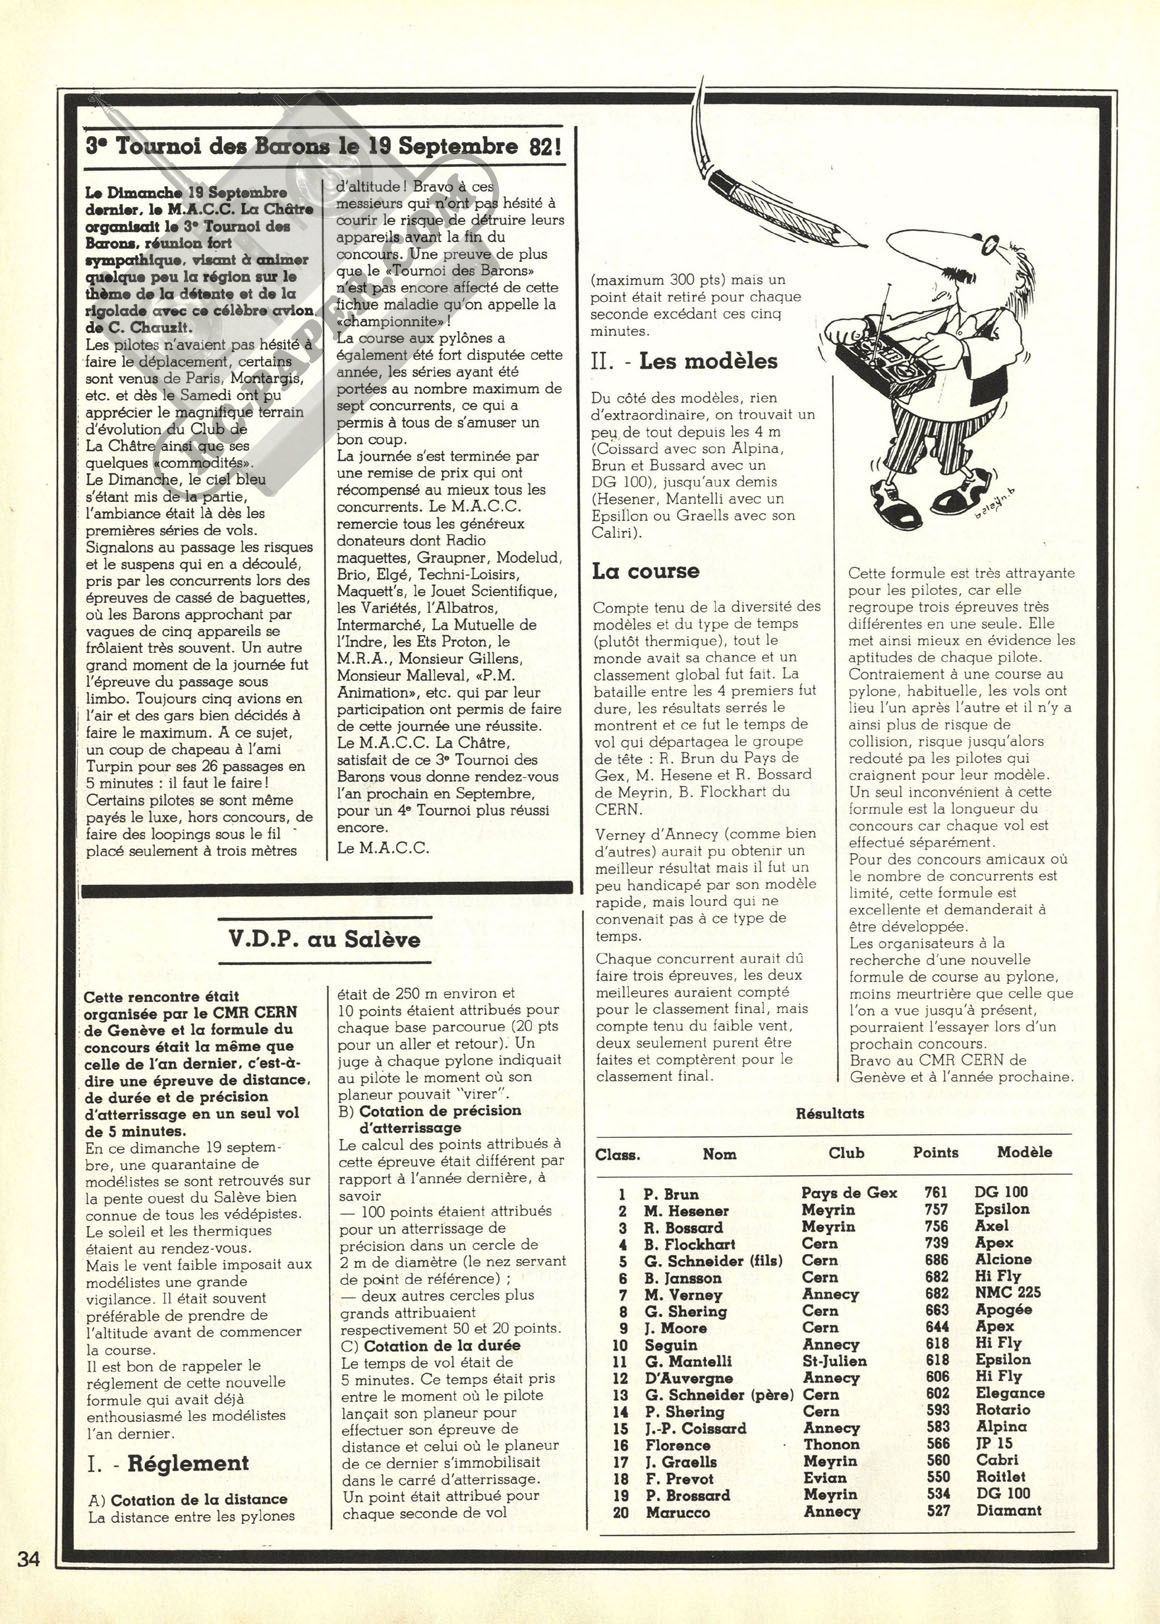 3e Tournoi des Barons le 19 Septembre 82!
Le Dimanche 19 Septembre
dernier, le M.A.C.C. La Châtre
organisait le 3e Tournoi des
Barons, réunion fort
sympathique, visant à animer
quelque peu la région sur le
thème de la détente et de la
rigolade avec ce célèbre avion
de C. Chauzit.
Les pilotes n'avaient pas hésité à
faire le déplacement, certains
sont venus de Paris, Montargis,
etc. et dès le Samedi ont pu
apprécier le magnifique terrain
d'évolution du Club de
La Châtre ainsi que ses
quelques «commodités».
Le Dimanche, le ciel bleu
s'étant mis de la partie,
l'ambiance était là dès les
premières séries de vols.
Signalons au passage les risques
et le suspens qui en a découlé,
pris par les concurrents lors des
épreuves de cassé de baguettes,
où les Barons approchant par
vagues de cinq appareils se
frôlaient très souvent. Un autre
grand moment de la journée fut
l'épreuve du passage sous
limbo. Toujours cinq avions en
l'air et des gars bien décidés à
faire le maximum. A ce sujet,
un coup de chapeau à l'ami
Turpin pour ses 26 passages en
5 minutes : il faut le faire!
Certains pilotes se sont même
payés le luxe, hors concours, de
faire des loopings sous le fil
placé seulement à trois mètres
d'altitude! Bravo à ces
messieurs qui n'ont pas hésité à
courir le risque de détruire leurs
appareils avant la fin du
concours. Une preuve de plus
que le «Tournoi des Barons»
n'est pas encore affecté de cette
fichue maladie qu'on appelle la
«championnite»!
La course aux pylônes a
également été fort disputée cette
année, les séries ayant été
portées au nombre maximum de
sept concurrents, ce qui a
permis à tous de s'amuser un
bon coup.
La journée s'est terminée par
une remise de prix qui ont
récompensé au mieux tous les
concurrents. Le M.A.C.C.
remercie tous les généreux
donateurs dont Radio
maquettes, Graupner, Modelud,
Brio, Elgé, Techni-Loisirs,
Maquett's, le Jouet Scientifique,
les Variétés, l'Albatros,
Intermarché, La Mutuelle de
l'Indre, les Ets Proton, le
M.R.A., Monsieur Gillens,
Monsieur Malleval, «P.M.
Animation», etc. qui par leur
participation ont permis de faire
de cette journée une réussite.
Le M.A.C.C. La Châtre,
satisfait de ce 3e Tournoi des
Barons vous donne rendez-vous
l'an prochain en Septembre,
pour un 4e Tournoi plus réussi
encore.
Le M.A.C.C.
RC-PAPER.COM
V.D.P. au Salève
Cette rencontre était
organisée par le CMR CERN
de Genève et la formule du
concours était la même que
celle de l'an dernier, c'est-à-
dire une épreuve de distance,
de durée et de précision
d'atterrissage en un seul vol
de 5 minutes.
En ce dimanche 19 septem-
bre, une quarantaine de
modélistes se sont retrouvés sur
la pente ouest du Salève bien
connue de tous les védépistes.
Le soleil et les thermiques
étaient au rendez-vous.
Mais le vent faible imposait aux
modélistes une grande
vigilance. Il était souvent
préférable de prendre de
l'altitude avant de commencer
la course.
Il est bon de rappeler le
réglement de cette nouvelle
formule qui avait déjà
enthousiasmé les modélistes
l'an dernier.
I. - Réglement
A) Cotation de la distance
La distance entre les pylones
était de 250 m environ et
10 points étaient attribués pour
chaque base parcourue (20 pts
pour un aller et retour). Un
juge à chaque pylone indiquait
au pilote le moment où son
planeur pouvait "virer".
B) Cotation de précision
d'atterrissage
Le calcul des points attribués à
cette épreuve était différent par
rapport à l'année dernière, à
savoir
— 100 points étaient attribués
pour un atterrissage de
précision dans un cercle de
2 m de diamètre (le nez servant
de point de référence) ;
— deux autres cercles plus
grands attribuaient
respectivement 50 et 20 points.
C) Cotation de la durée
Le temps de vol était de
5 minutes. Ce temps était pris
entre le moment où le pilote
lançait son planeur pour
effectuer son épreuve de
distance et celui où le planeur
de ce dernier s'immobilisait
dans le carré d'atterrissage.
Un point était attribué pour
chaque seconde de vol
(maximum 300 pts) mais un
point était retiré pour chaque
seconde excédant ces cinq
minutes.
II. - Les modèles
Du côté des modèles, rien
d'extraordinaire, on trouvait un
peu de tout depuis les 4 m
(Coissard avec son Alpina,
Brun et Bussard avec un
DG 100), jusqu'aux demis
(Hesener, Mantelli avec un
Epsillon ou Graells avec son
Caliri).
La course
Compte tenu de la diversité des
modèles et du type de temps
(plutôt thermique), tout le
monde avait sa chance et un
classement global fut fait. La
bataille entre les 4 premiers fut
dure, les résultats serrés le
montrent et ce fut le temps de
vol qui départagea le groupe
de tête : R. Brun du Pays de
Gex, M. Hesene et R. Bossard
de Meyrin, B. Flockhart du
CERN.
Verney d'Annecy (comme bien
d'autres) aurait pu obtenir un
meilleur résultat mais il fut un
peu handicapé par son modèle
rapide, mais lourd qui ne
convenait pas à ce type de
temps.
Chaque concurrent aurait dû
faire trois épreuves, les deux
meilleures auraient compté
pour le classement final, mais
compte tenu du faible vent,
deux seulement purent être
faites et comptèrent pour le
classement final.
Cette formule est très attrayante
pour les pilotes, car elle
regroupe trois épreuves très
différentes en une seule. Elle
met ainsi mieux en évidence les
aptitudes de chaque pilote.
Contraiement à une course au
pylone, habituelle, les vols ont
lieu l'un après l'autre et il n'y a
ainsi plus de risque de
collision, risque jusqu'alors
redouté pa les pilotes qui
craignent pour leur modèle.
Un seul inconvénient à cette
formule est la longueur du
concours car chaque vol est
effectué séparément.
Pour des concours amicaux où
le nombre de concurrents est
limité, cette formule est
excellente et demanderait à
être développée.
Les organisateurs à la
recherche d'une nouvelle
formule de course au pylone,
moins meurtrière que celle que
l'on a vue jusqu'à présent,
pourraient l'essayer lors d'un
prochain concours.
Bravo au CMR CERN de
Genève et à l'année prochaine.
Résultats
Class. Nom Club Points Modèle
1 P. Brun Pays de Gex 761 DG 100
2 M. Hesener Meyrin 757 Epsilon
3 R. Bossard Meyrin 756 Axel
4 B. Flockhart Cern 739 Apex
5 G. Schneider (fils) Cern 686 Alcione
6 B. Jansson Cern 682 Hi Fly
7 M. Verney Annecy 682 NMC 225
8 G. Shering Cern 663 Apogée
9 J. Moore Cern 644 Apex
10 Seguin Annecy 618 Hi Fly
11 G. Mantelli St-Julien 618 Epsilon
12 D'Auvergne Annecy 606 Hi Fly
13 G. Schneider (père) Cern 602 Elegance
14 P. Shering Cern 593 Rotario
15 J.-P. Coissard Annecy 583 Alpina
16 Florence Thonon 566 JP 15
17 J. Graells Meyrin 560 Cabri
18 F. Prevot Evian 550 Roitlet
19 P. Brossard Meyrin 534 DG 100
20 Marucco Annecy 527 Diamant
34